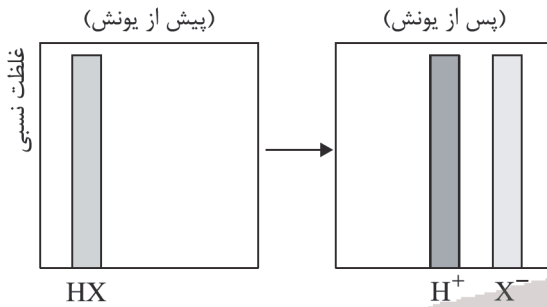 (پیش از یونش)
(پس از یونش)
غلظت نسبی
HX
H⁺ X⁻